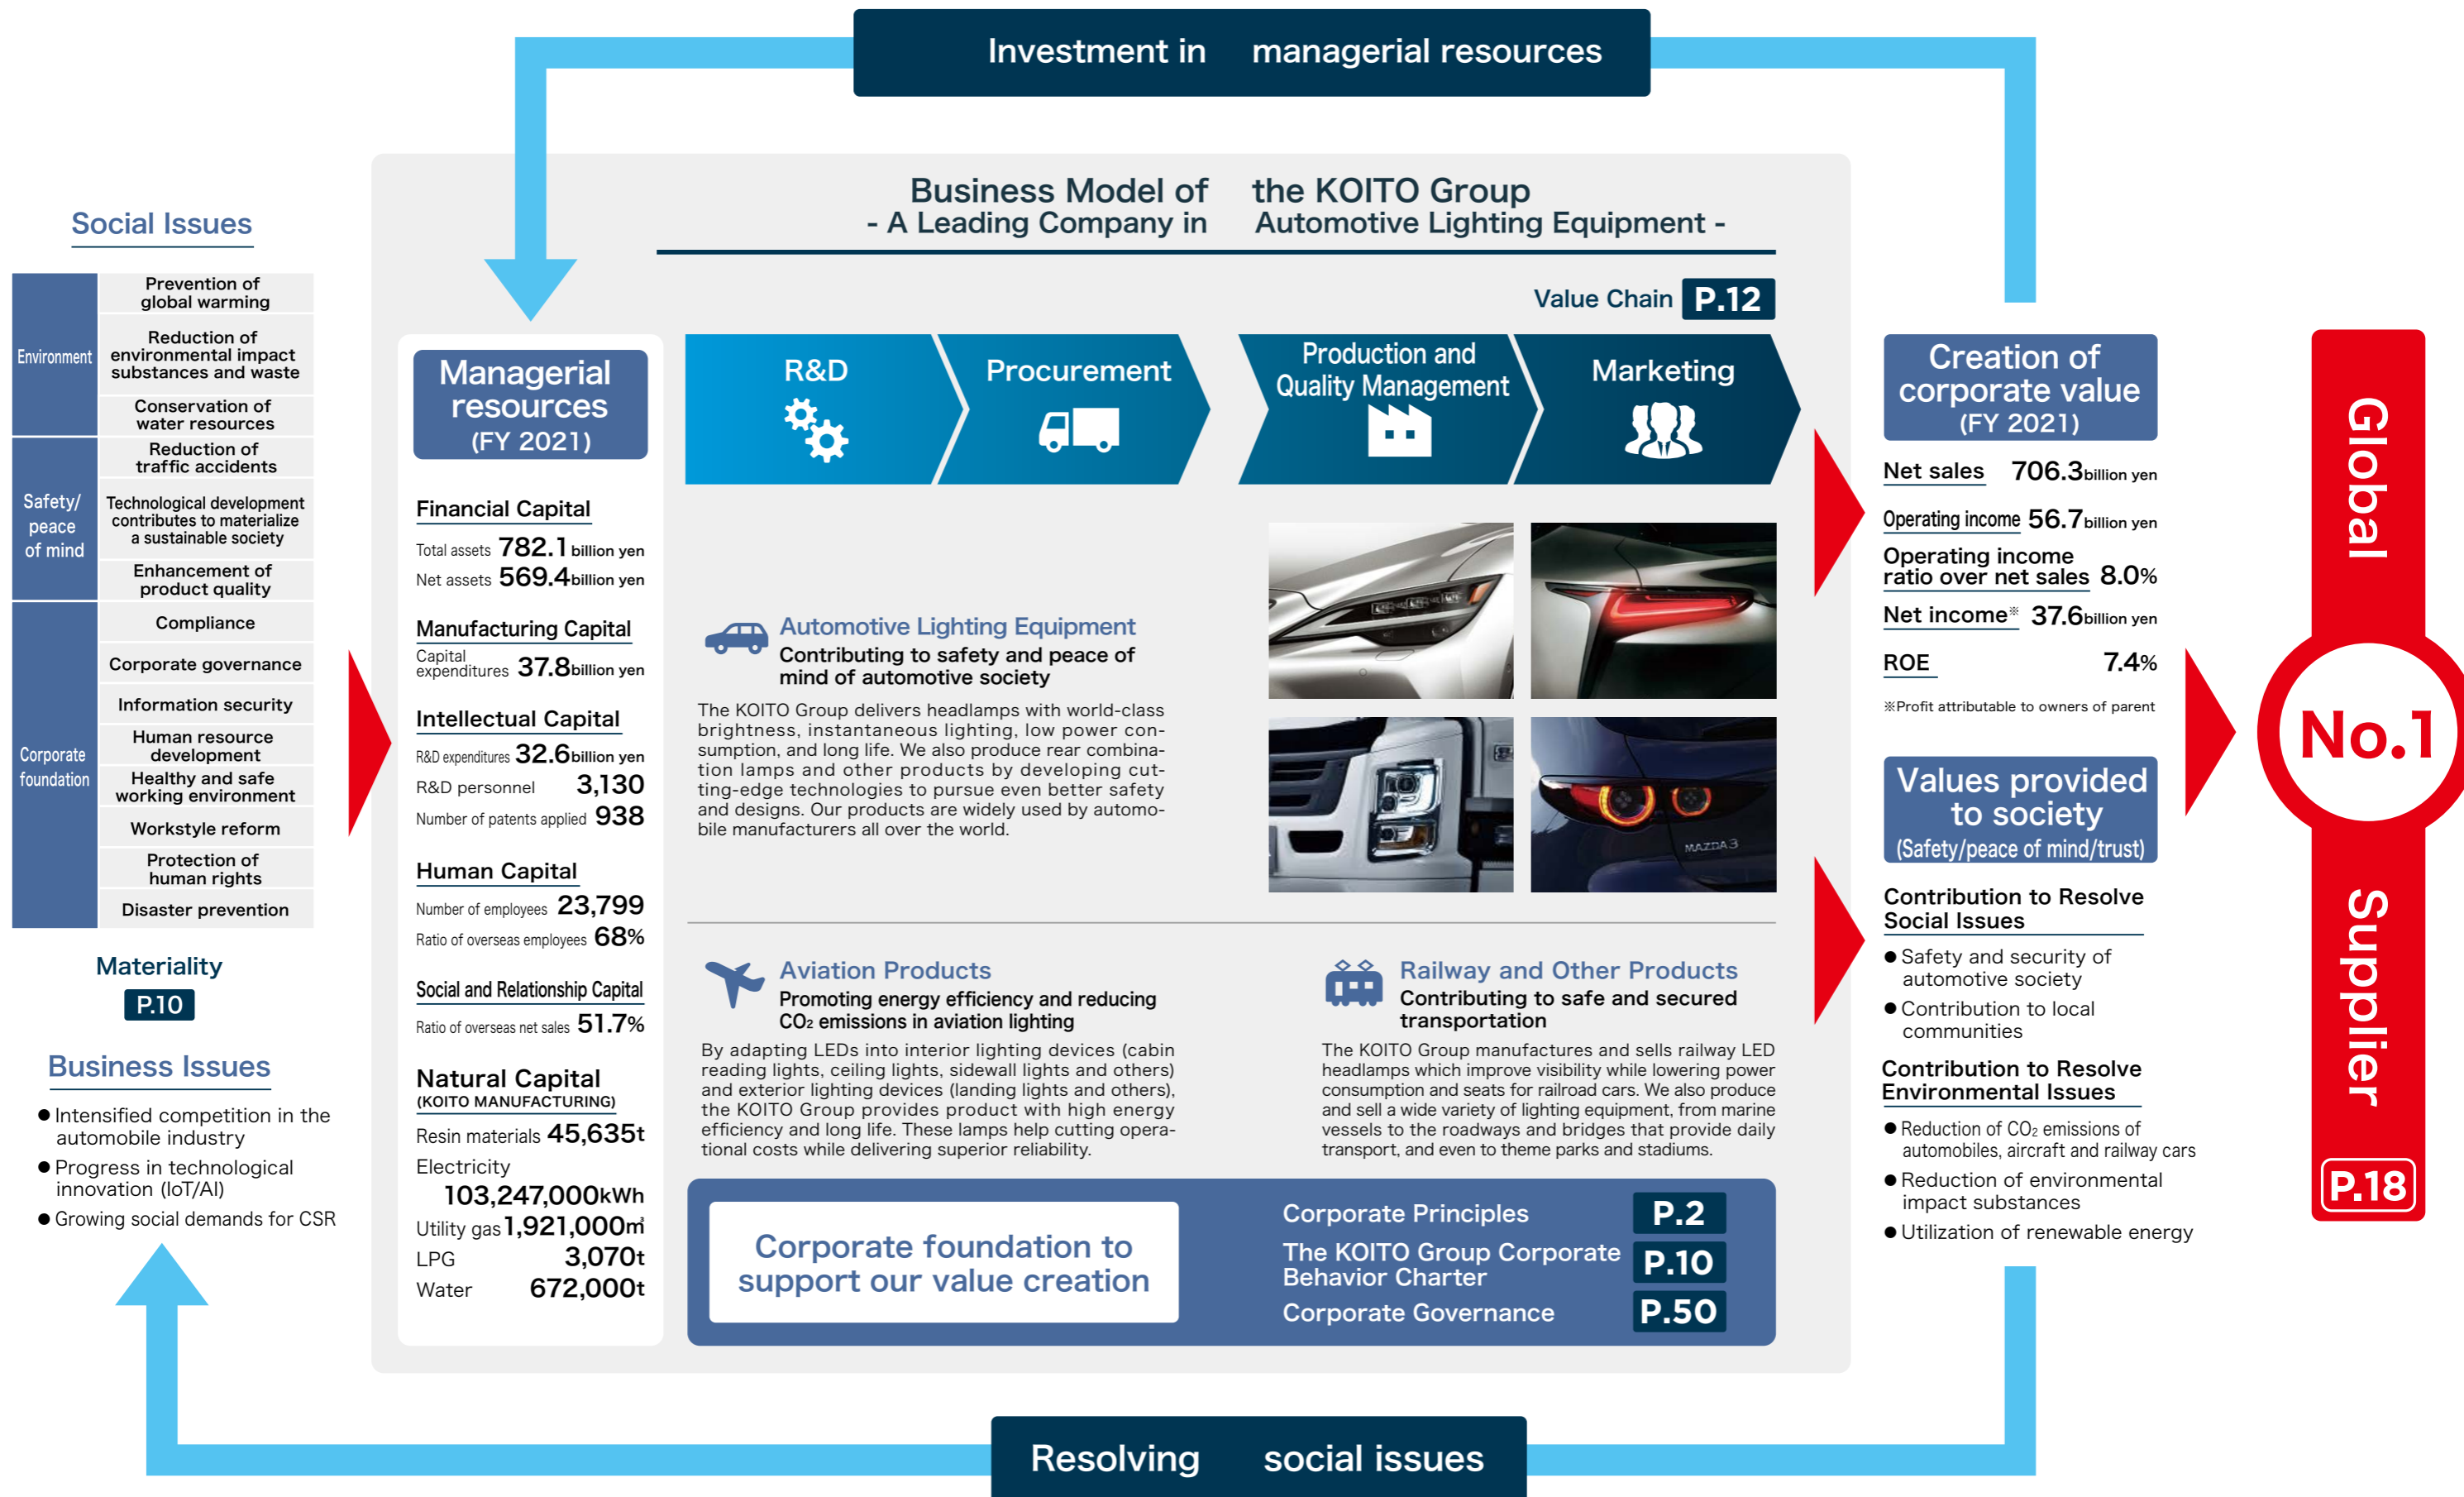 Investment in managerial resources
Business Model of the KOITO Group
- A Leading Company in Automotive Lighting Equipment -
Social Issues
Environment
Prevention of
global warming
Reduction of
environmental impact
substances and waste
Conservation of
water resources
Safety/
peace
of mind
Reduction of
traffic accidents
Technological development
contributes to materialize
a sustainable society
Enhancement of
product quality
Corporate
foundation
Compliance
Corporate governance
Information security
Human resource
development
Healthy and safe
working environment
Workstyle reform
Protection of
human rights
Disaster prevention
Materiality
P.10
Business Issues
● Intensified competition in the
automobile industry
● Progress in technological
innovation (IoT/AI)
● Growing social demands for CSR
Managerial
resources
(FY 2021)
Financial Capital
Total assets 782.1 billion yen
Net assets 569.4 billion yen
Manufacturing Capital
Capital
expenditures 37.8 billion yen
Intellectual Capital
R&D expenditures 32.6 billion yen
R&D personnel 3,130
Number of patents applied 938
Human Capital
Number of employees 23,799
Ratio of overseas employees 68%
Social and Relationship Capital
Ratio of overseas net sales 51.7%
Natural Capital
(KOITO MANUFACTURING)
Resin materials 45,635t
Electricity
103,247,000kWh
Utility gas 1,921,000㎥
LPG 3,070t
Water 672,000t
Value Chain P.12
R&D
Procurement
Production and
Quality Management
Marketing
Automotive Lighting Equipment
Contributing to safety and peace of
mind of automotive society
The KOITO Group delivers headlamps with world-class
brightness, instantaneous lighting, low power con-
sumption, and long life. We also produce rear combina-
tion lamps and other products by developing cut-
ting-edge technologies to pursue even better safety
and designs. Our products are widely used by automo-
bile manufacturers all over the world.
MAZDA 3
Aviation Products
Promoting energy efficiency and reducing
CO₂ emissions in aviation lighting
By adapting LEDs into interior lighting devices (cabin
reading lights, ceiling lights, sidewall lights and others)
and exterior lighting devices (landing lights and others),
the KOITO Group provides product with high energy
efficiency and long life. These lamps help cutting opera-
tional costs while delivering superior reliability.
Railway and Other Products
Contributing to safe and secured
transportation
The KOITO Group manufactures and sells railway LED
headlamps which improve visibility while lowering power
consumption and seats for railroad cars. We also produce
and sell a wide variety of lighting equipment, from marine
vessels to the roadways and bridges that provide daily
transport, and even to theme parks and stadiums.
Corporate foundation to
support our value creation
Corporate Principles P.2
The KOITO Group Corporate
Behavior Charter P.10
Corporate Governance P.50
Creation of
corporate value
(FY 2021)
Net sales 706.3 billion yen
Operating income 56.7 billion yen
Operating income
ratio over net sales 8.0%
Net income※ 37.6 billion yen
ROE 7.4%
※Profit attributable to owners of parent
Values provided
to society
(Safety/peace of mind/trust)
Contribution to Resolve
Social Issues
● Safety and security of
automotive society
● Contribution to local
communities
Contribution to Resolve
Environmental Issues
● Reduction of CO₂ emissions of
automobiles, aircraft and railway cars
● Reduction of environmental
impact substances
● Utilization of renewable energy
Global
No.1
Supplier
P.18
Resolving social issues